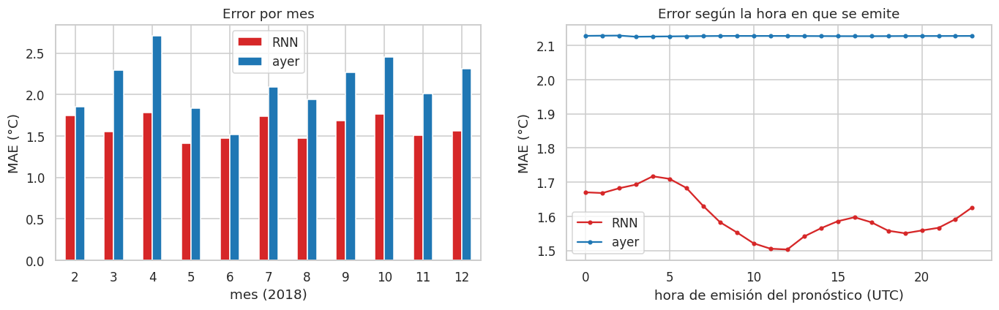 Error por mes
RNN
ayer
MAE (°C)
2.5
2.0
1.5
1.0
0.5
0.0
2 3 4 5 6 7 8 9 10 11 12
mes (2018)
Error según la hora en que se emite
MAE (°C)
2.1
2.0
1.9
1.8
1.7
1.6
1.5
RNN
ayer
0 5 10 15 20
hora de emisión del pronóstico (UTC)